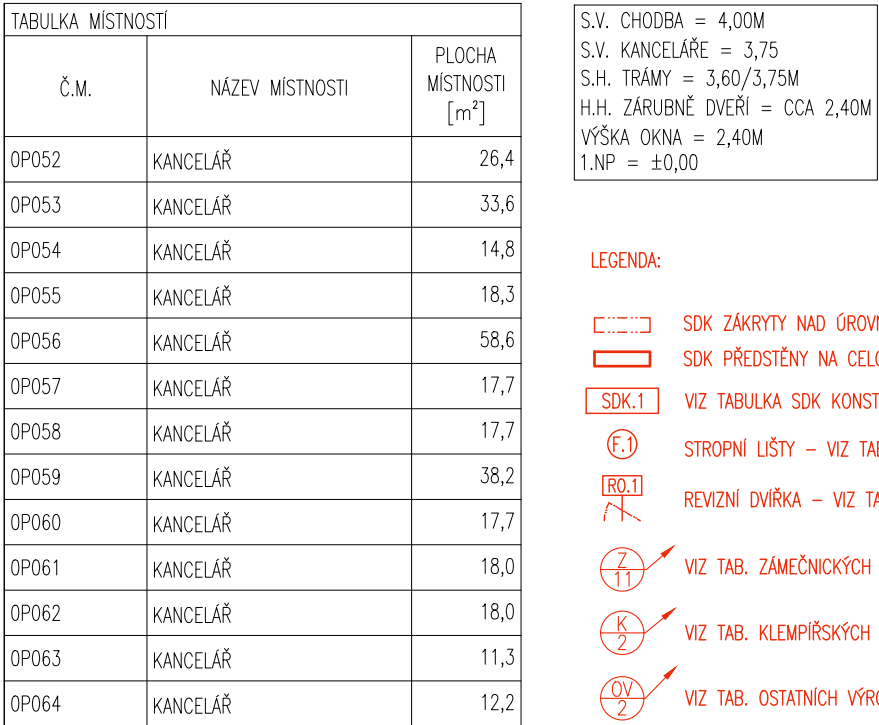 TABULKA MÍSTNOSTÍ
Č.M. NÁZEV MÍSTNOSTI PLOCHA MÍSTNOSTI [m²]
0P052 KANCELÁŘ 26,4
0P053 KANCELÁŘ 33,6
0P054 KANCELÁŘ 14,8
0P055 KANCELÁŘ 18,3
0P056 KANCELÁŘ 58,6
0P057 KANCELÁŘ 17,7
0P058 KANCELÁŘ 17,7
0P059 KANCELÁŘ 38,2
0P060 KANCELÁŘ 17,7
0P061 KANCELÁŘ 18,0
0P062 KANCELÁŘ 18,0
0P063 KANCELÁŘ 11,3
0P064 KANCELÁŘ 12,2
S.V. CHODBA = 4,00M
S.V. KANCELÁŘE = 3,75
S.H. TRÁMY = 3,60/3,75M
H.H. ZÁRUBNĚ DVEŘÍ = CCA 2,40M
VÝŠKA OKNA = 2,40M
1.NP = ±0,00
LEGENDA:
SDK ZÁKRYTY NAD
SDK PŘEDSTĚNY NA
SDK.1 VIZ TABULKA SDK
F.1 STROPNÍ LIŠTY – VIZ
RO.1 REVIZNÍ DVÍŘKA – VIZ
Z 11 VIZ TAB. ZÁMEČNICKÝCH
K 2 VIZ TAB. KLEMPÍŘSKÝCH
OV 2 VIZ TAB. OSTATNÍCH